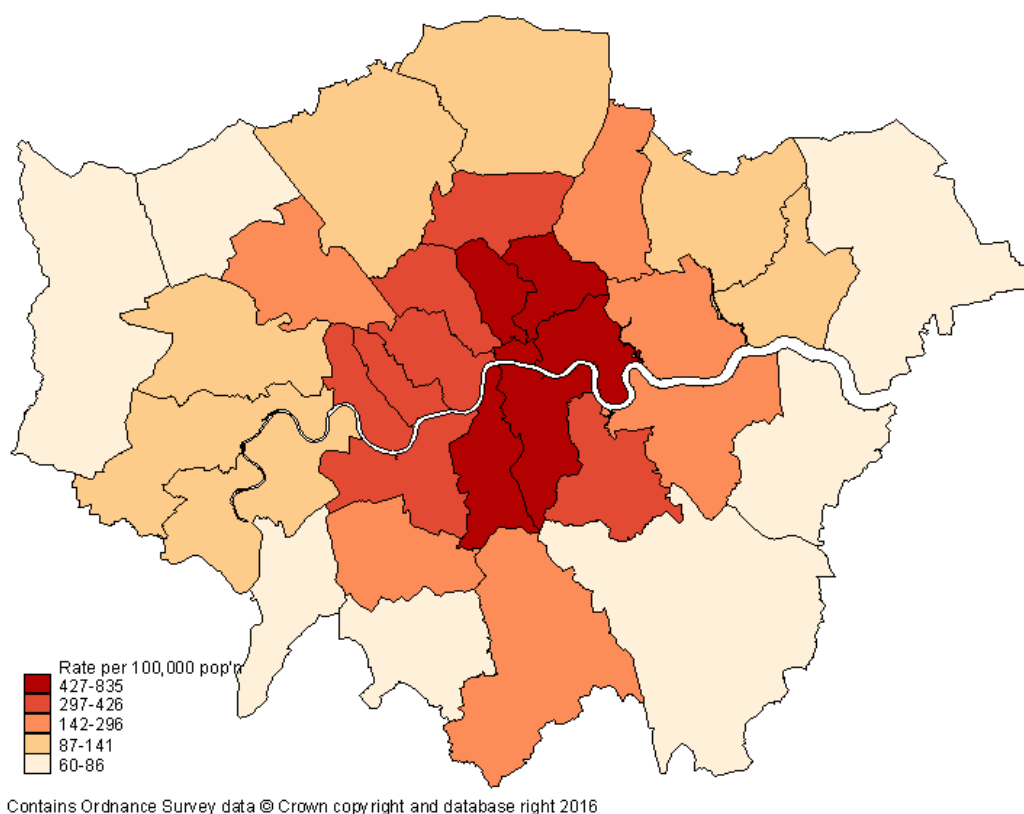 Rate per 100,000 pop'n
427-835
297-426
142-296
87-141
60-86
Contains Ordnance Survey data © Crown copyright and database right 2016